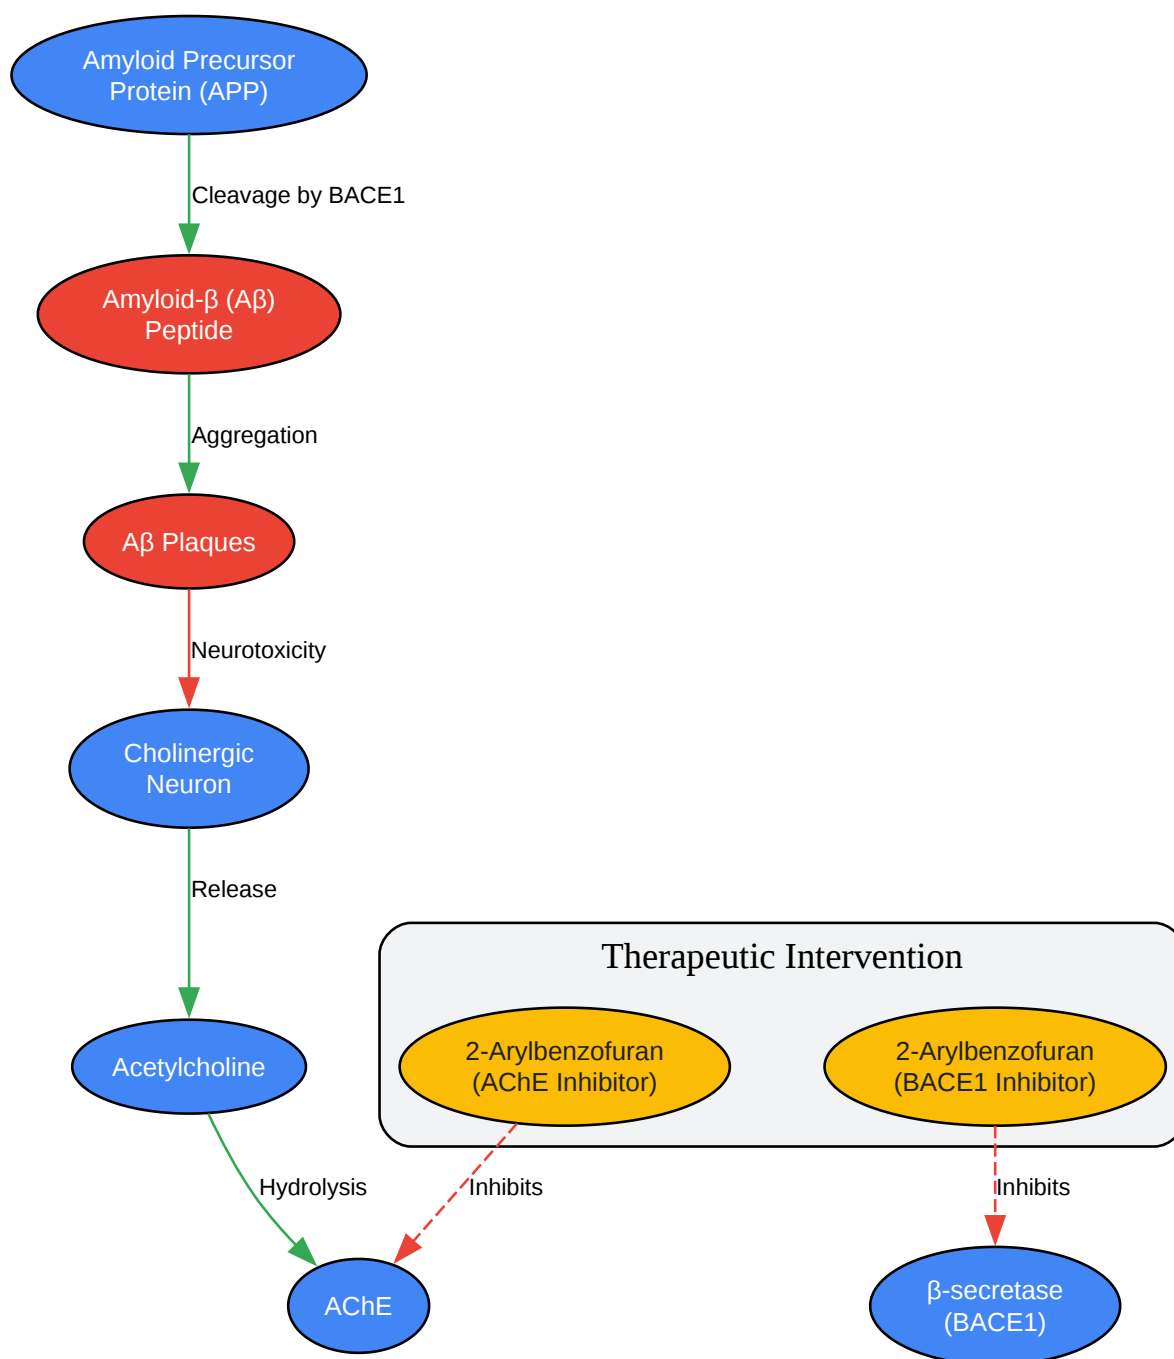 Amyloid Precursor
Protein (APP)
Cleavage by BACE1
Amyloid-β (Aβ)
Peptide
Aggregation
Aβ Plaques
Neurotoxicity
Cholinergic
Neuron
Release
Therapeutic Intervention
Acetylcholine
2-Arylbenzofuran
(AChE Inhibitor)
2-Arylbenzofuran
(BACE1 Inhibitor)
Hydrolysis
Inhibits
Inhibits
AChE
β-secretase
(BACE1)